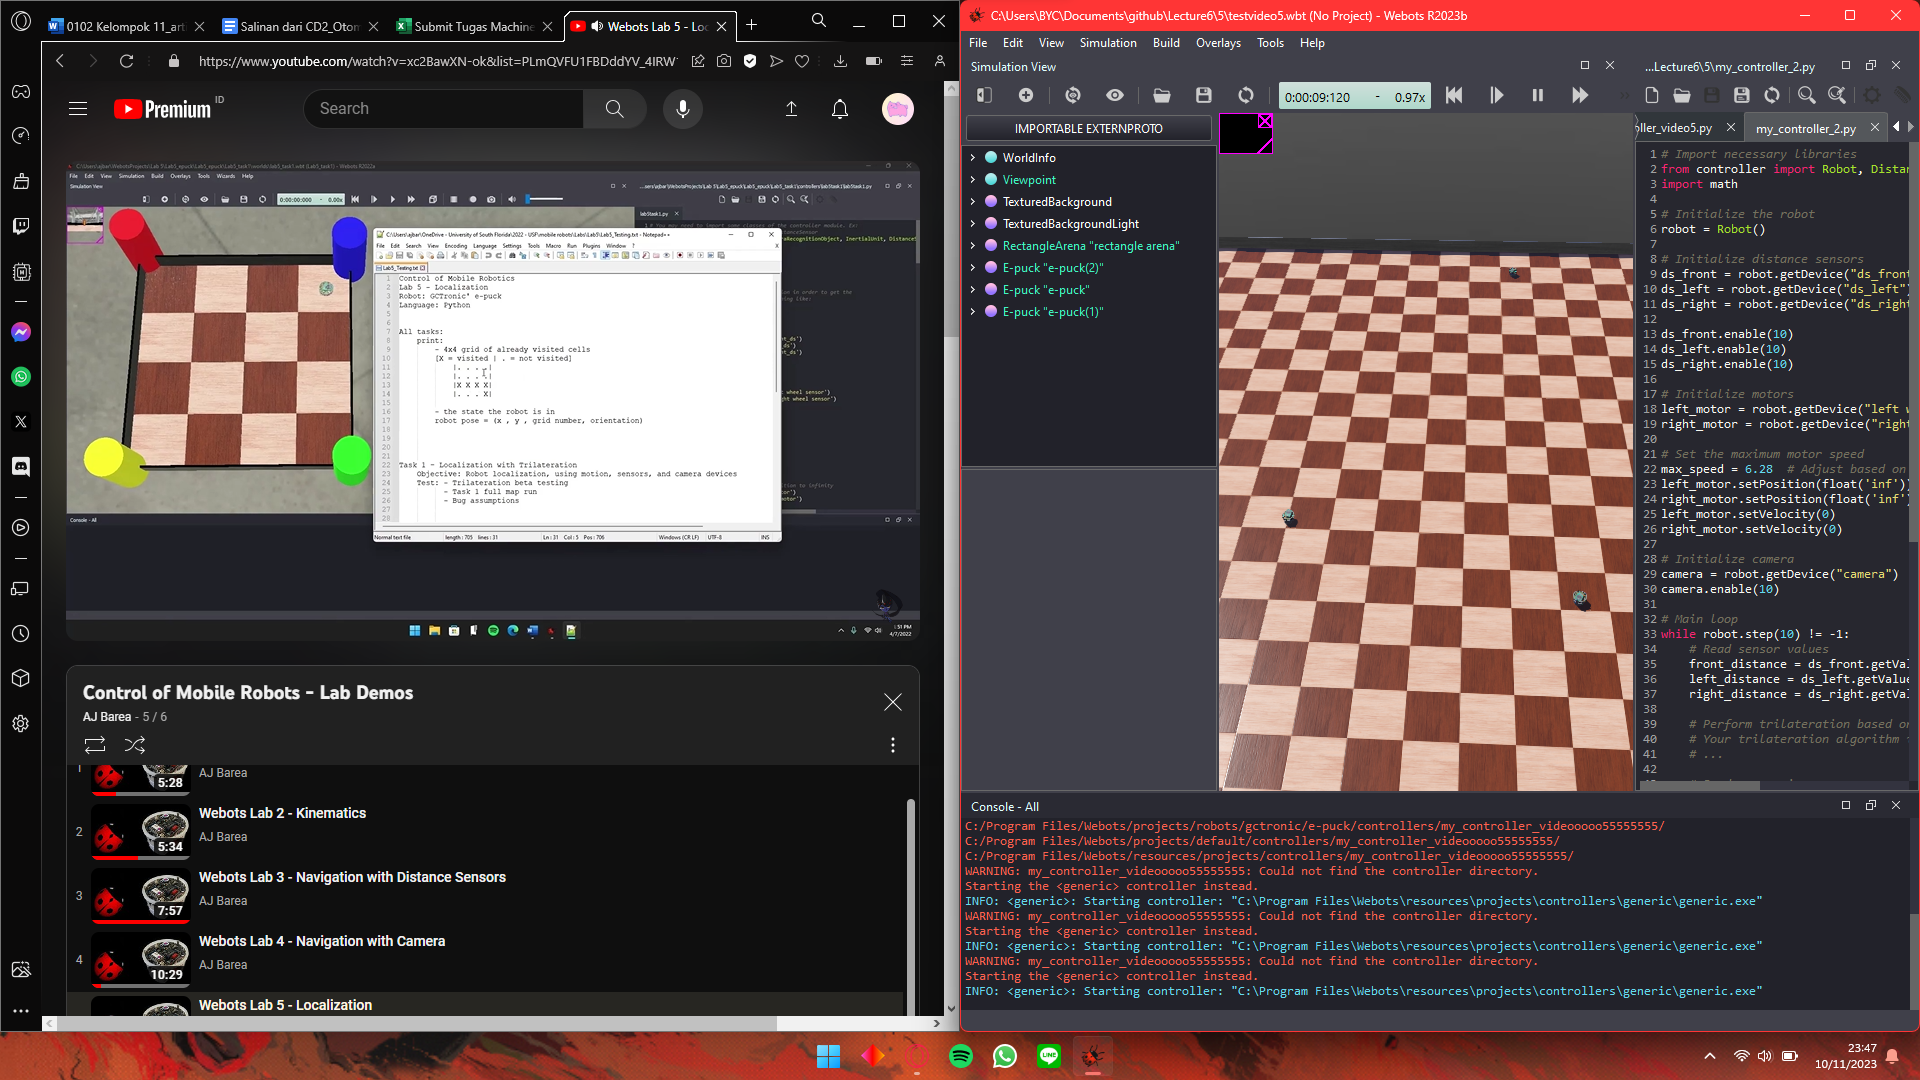 0102 Kelompok 11_art
Salinan dari CD2_Otom
Submit Tugas Machine
Webots Lab 5 - Loc
https://www.youtube.com/watch?v=xc2BawXN-ok&list=PLmQVFU1FBDddYV_4IRW
Premium ID
Search
Control of Mobile Robotics
Lab 5 - Localization
Robot: GCTronic' e-puck
Language: Python
All tasks:
print:
- 4x4 grid of already visited cells
[X = visited | . = not visited]
|. . . .|
|. . . .|
|X X X X|
|. . . X|
- the state the robot is in
robot pose = (x , y , grid number, orientation)
Task 1 - Localization with Trilateration
Objective: Robot localization, using motion, sensors, and camera devices
Test: - Trilateration beta testing
- Task 1 full map run
- Bug assumptions
Control of Mobile Robots - Lab Demos
AJ Barea - 5 / 6
1
5:28
AJ Barea
2
5:34
Webots Lab 2 - Kinematics
AJ Barea
3
7:57
Webots Lab 3 - Navigation with Distance Sensors
AJ Barea
4
10:29
Webots Lab 4 - Navigation with Camera
AJ Barea
Webots Lab 5 - Localization
C:\Users\BYC\Documents\github\Lecture6\5\testvideo5.wbt (No Project) - Webots R2023b
File Edit View Simulation Build Overlays Tools Help
Simulation View
...Lecture6\5\my_controller_2.py
0:00:09:120 - 0.97x
IMPORTABLE EXTERNPROTO
WorldInfo
Viewpoint
TexturedBackground
TexturedBackgroundLight
RectangleArena "rectangle arena"
E-puck "e-puck(2)"
E-puck "e-puck"
E-puck "e-puck(1)"
ller_video5.py
my_controller_2.py
1 # Import necessary libraries
2 from controller import Robot, Distan
3 import math
4
5 # Initialize the robot
6 robot = Robot()
7
8 # Initialize distance sensors
9 ds_front = robot.getDevice("ds_front
10 ds_left = robot.getDevice("ds_left")
11 ds_right = robot.getDevice("ds_right
12
13 ds_front.enable(10)
14 ds_left.enable(10)
15 ds_right.enable(10)
16
17 # Initialize motors
18 left_motor = robot.getDevice("left w
19 right_motor = robot.getDevice("right
20
21 # Set the maximum motor speed
22 max_speed = 6.28 # Adjust based on
23 left_motor.setPosition(float('inf'))
24 right_motor.setPosition(float('inf')
25 left_motor.setVelocity(0)
26 right_motor.setVelocity(0)
27
28 # Initialize camera
29 camera = robot.getDevice("camera")
30 camera.enable(10)
31
32 # Main loop
33 while robot.step(10) != -1:
34 # Read sensor values
35 front_distance = ds_front.getVal
36 left_distance = ds_left.getValue
37 right_distance = ds_right.getVal
38
39 # Perform trilateration based on
40 # Your trilateration algorithm
41 # ...
42
Console - All
C:/Program Files/Webots/projects/robots/gctronic/e-puck/controllers/my_controller_videooooo55555555/
C:/Program Files/Webots/projects/default/controllers/my_controller_videooooo55555555/
C:/Program Files/Webots/resources/projects/controllers/my_controller_videooooo55555555/
WARNING: my_controller_videooooo55555555: Could not find the controller directory.
Starting the <generic> controller instead.
INFO: <generic>: Starting controller: "C:\Program Files\Webots\resources\projects\controllers\generic\generic.exe"
WARNING: my_controller_videooooo55555555: Could not find the controller directory.
Starting the <generic> controller instead.
INFO: <generic>: Starting controller: "C:\Program Files\Webots\resources\projects\controllers\generic\generic.exe"
WARNING: my_controller_videooooo55555555: Could not find the controller directory.
Starting the <generic> controller instead.
INFO: <generic>: Starting controller: "C:\Program Files\Webots\resources\projects\controllers\generic\generic.exe"
23:47
10/11/2023